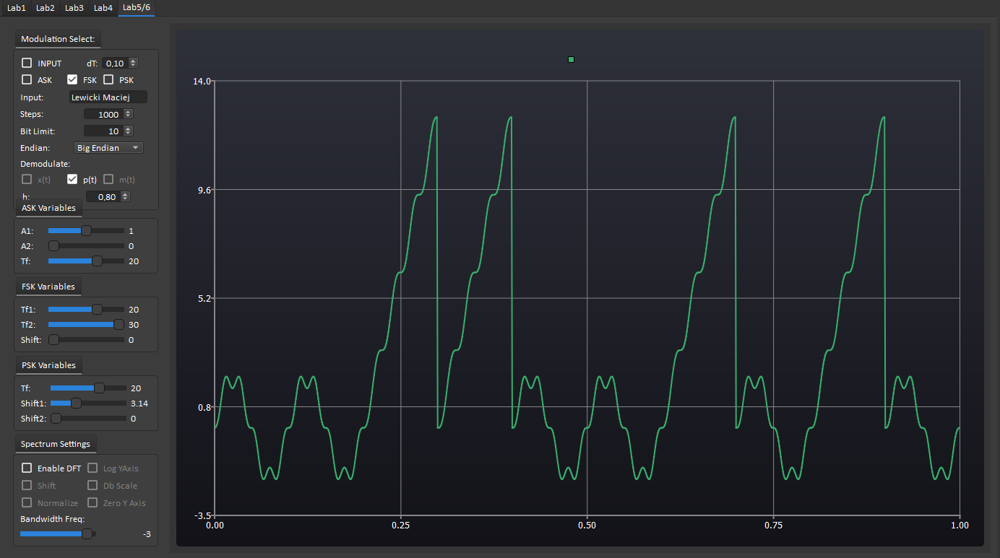 Lab1 Lab2 Lab3 Lab4 Lab5/6
Modulation Select:
INPUT dT: 0,10
ASK FSK PSK
Input: Lewicki Maciej
Steps: 1000
Bit Limit: 10
Endian: Big Endian
Demodulate:
x(t) p(t) m(t)
h: 0,80
ASK Variables
A1: 1
A2: 0
Tf: 20
FSK Variables
Tf1: 20
Tf2: 30
Shift: 0
PSK Variables
Tf: 20
Shift1: 3.14
Shift2: 0
Spectrum Settings
Enable DFT Log YAxis
Shift Db Scale
Normalize Zero Y Axis
Bandwidth Freq:
-3
14.0
9.6
5.2
0.8
-3.5
0.00 0.25 0.50 0.75 1.00